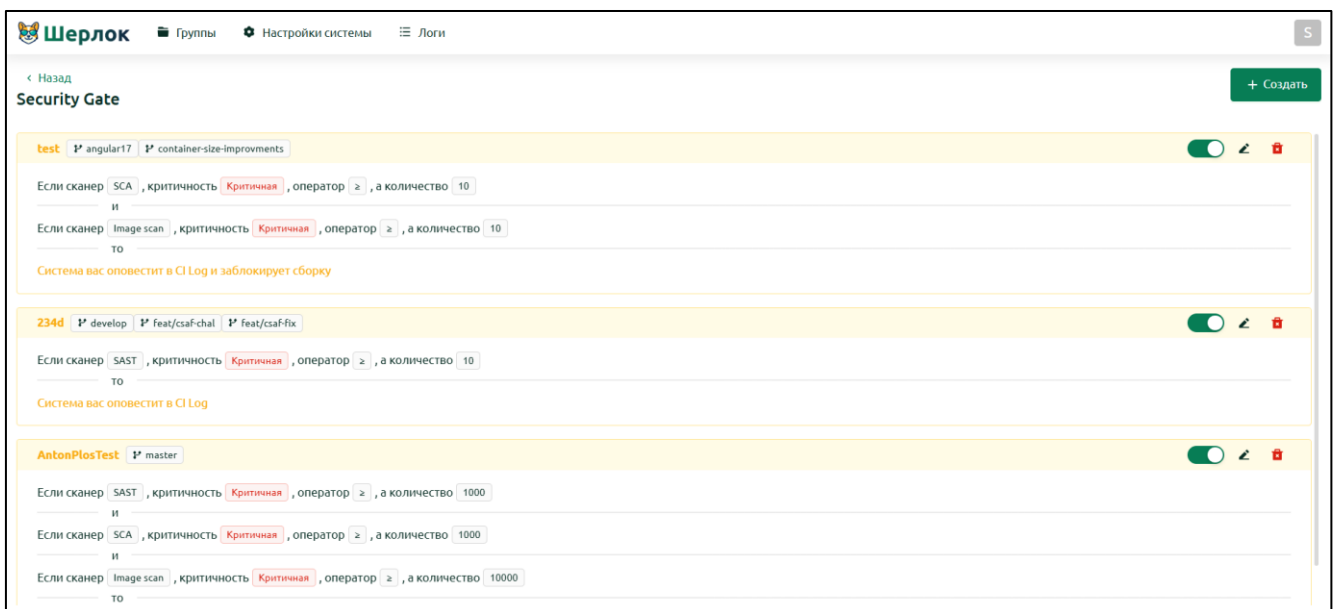 Шерлок Группы Настройки системы Логи S
‹ Назад
Security Gate
+ Создать
test angular17 container-size-improvments
Если сканер SCA , критичность Критичная , оператор ≥ , а количество 10
и
Если сканер Image scan , критичность Критичная , оператор ≥ , а количество 10
то
Система вас оповестит в CI Log и заблокирует сборку
234d develop feat/csaf-chal feat/csaf-fix
Если сканер SAST , критичность Критичная , оператор ≥ , а количество 10
то
Система вас оповестит в CI Log
AntonPlosTest master
Если сканер SAST , критичность Критичная , оператор ≥ , а количество 1000
и
Если сканер SCA , критичность Критичная , оператор ≥ , а количество 1000
и
Если сканер Image scan , критичность Критичная , оператор ≥ , а количество 10000
то